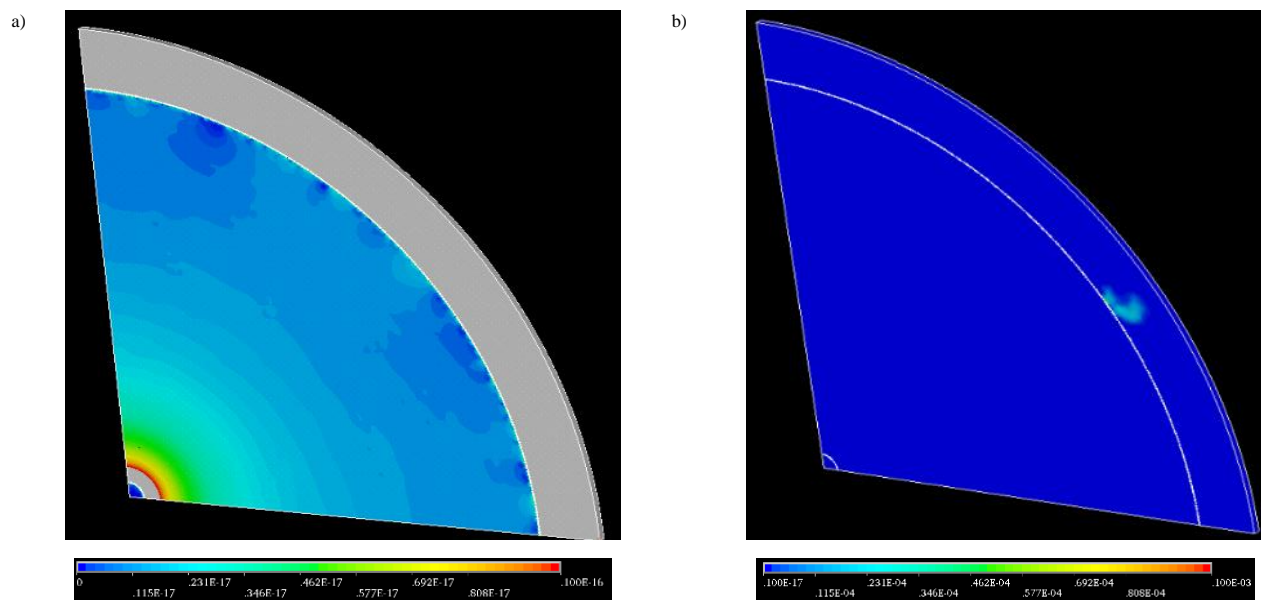 a)
b)
0 .231E-17 .462E-17 .692E-17 .100E-16
.115E-17 .346E-17 .577E-17 .808E-17
.100E-17 .231E-04 .462E-04 .692E-04 .100E-03
.115E-04 .346E-04 .577E-04 .808E-04